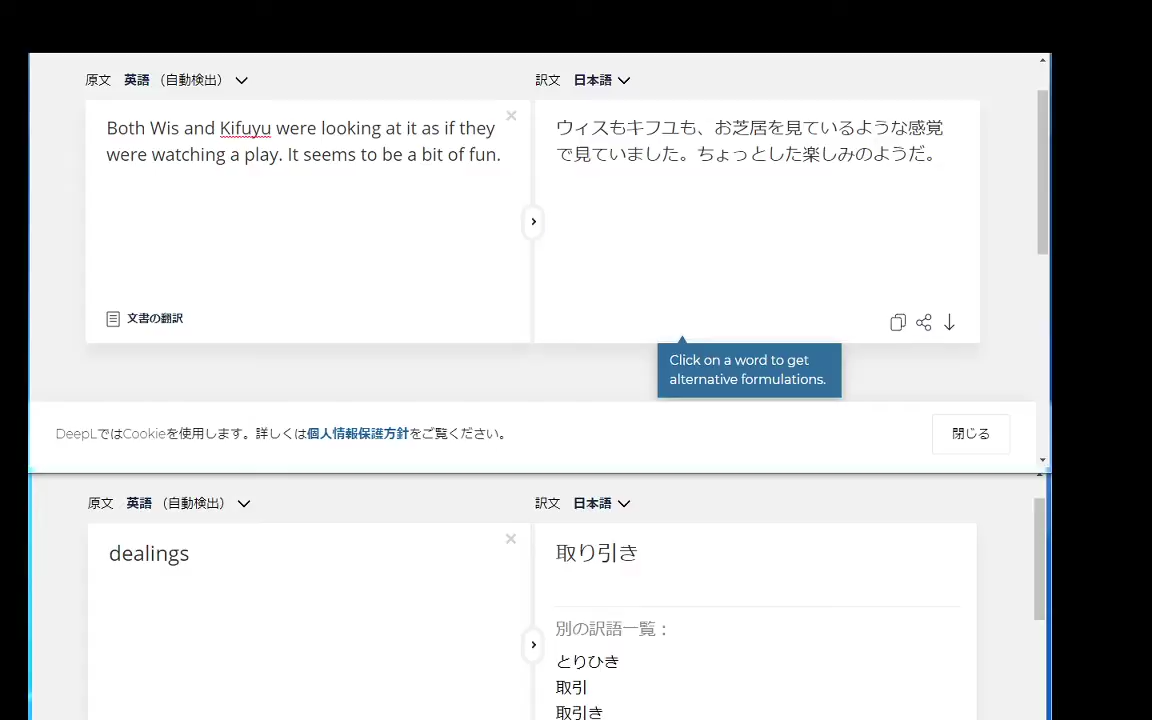 原文 英語 （自動検出）
訳文 日本語
Both Wis and Kifuyu were looking at it as if they
were watching a play. It seems to be a bit of fun.
ウィスもキフユも、お芝居を見ているような感覚
で見ていました。ちょっとした楽しみのようだ。
文書の翻訳
Click on a word to get
alternative formulations.
DeepLではCookieを使用します。詳しくは個人情報保護方針をご覧ください。
閉じる
原文 英語 （自動検出）
訳文 日本語
dealings
取り引き
別の訳語一覧：
とりひき
取引
取引き